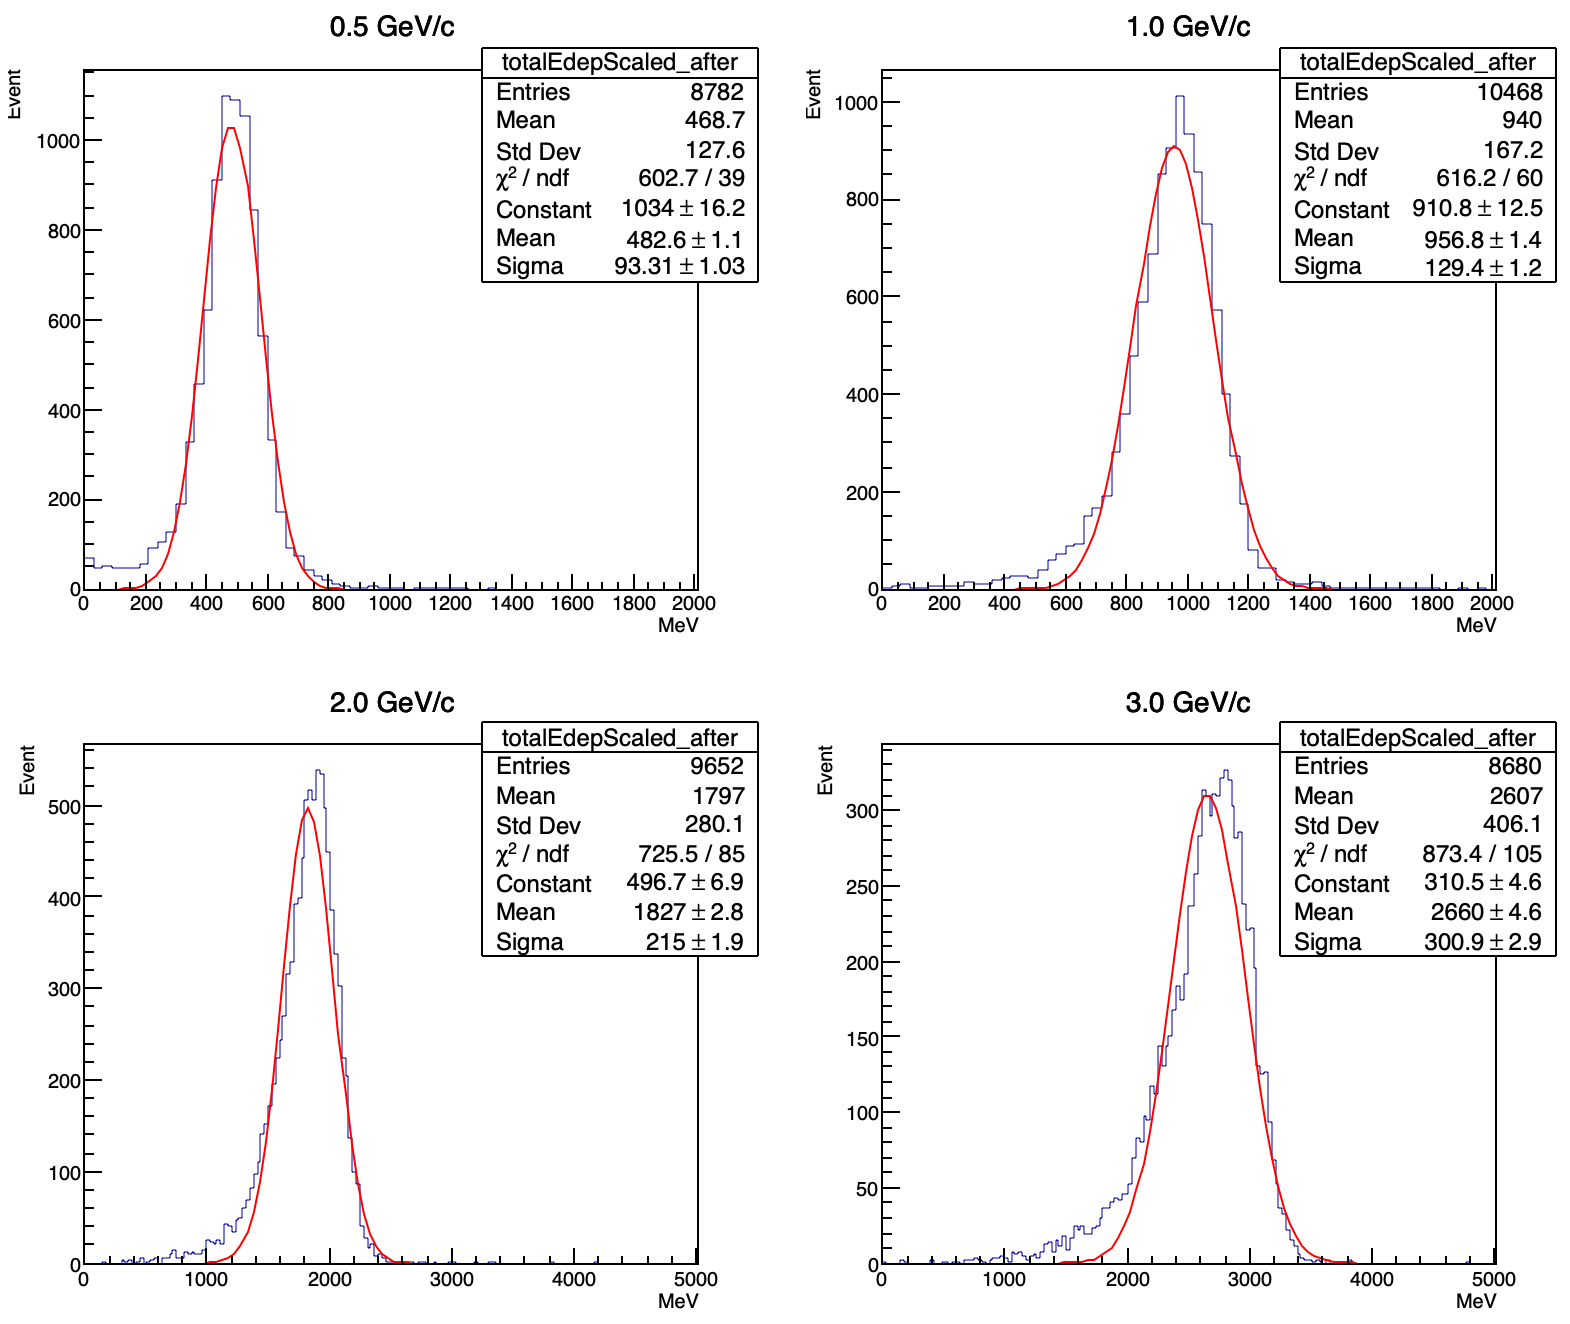 0.5 GeV/c
Event
totalEdepScaled_after
Entries 8782
Mean 468.7
Std Dev 127.6
χ² / ndf 602.7 / 39
Constant 1034 ± 16.2
Mean 482.6 ± 1.1
Sigma 93.31 ± 1.03
1000
800
600
400
200
0
0 200 400 600 800 1000 1200 1400 1600 1800 2000
MeV
1.0 GeV/c
Event
totalEdepScaled_after
Entries 10468
Mean 940
Std Dev 167.2
χ² / ndf 616.2 / 60
Constant 910.8 ± 12.5
Mean 956.8 ± 1.4
Sigma 129.4 ± 1.2
1000
800
600
400
200
0
0 200 400 600 800 1000 1200 1400 1600 1800 2000
MeV
2.0 GeV/c
Event
totalEdepScaled_after
Entries 9652
Mean 1797
Std Dev 280.1
χ² / ndf 725.5 / 85
Constant 496.7 ± 6.9
Mean 1827 ± 2.8
Sigma 215 ± 1.9
500
400
300
200
100
0
0 1000 2000 3000 4000 5000
MeV
3.0 GeV/c
Event
totalEdepScaled_after
Entries 8680
Mean 2607
Std Dev 406.1
χ² / ndf 873.4 / 105
Constant 310.5 ± 4.6
Mean 2660 ± 4.6
Sigma 300.9 ± 2.9
300
250
200
150
100
50
0
0 1000 2000 3000 4000 5000
MeV